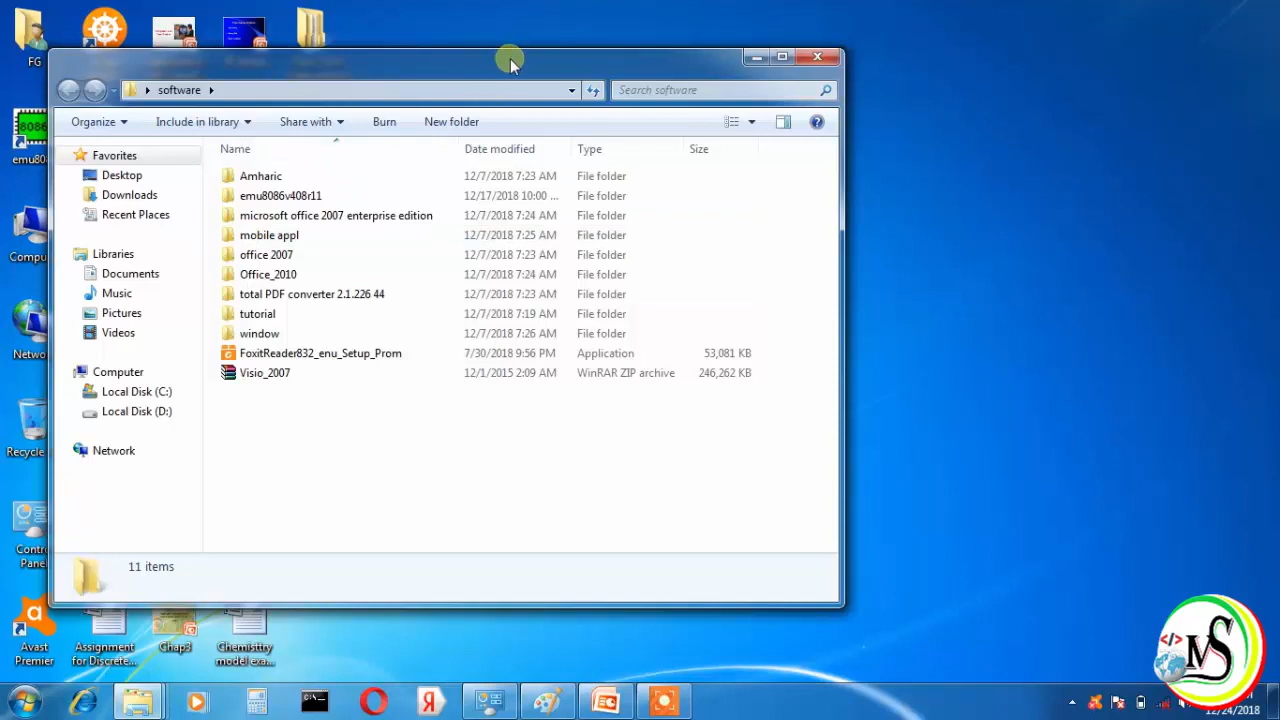 FG
software
Search software
Organize
Include in library
Share with
Burn
New folder
Name
Date modified
Type
Size
Favorites
Desktop
Downloads
Recent Places
Libraries
Documents
Music
Pictures
Videos
Computer
Local Disk (C:)
Local Disk (D:)
Network
Amharic 12/7/2018 7:23 AM File folder
emu8086v408r11 12/17/2018 10:00 ... File folder
microsoft office 2007 enterprise edition 12/7/2018 7:24 AM File folder
mobile appl 12/7/2018 7:25 AM File folder
office 2007 12/7/2018 7:23 AM File folder
Office_2010 12/7/2018 7:24 AM File folder
total PDF converter 2.1.226 44 12/7/2018 7:23 AM File folder
tutorial 12/7/2018 7:19 AM File folder
window 12/7/2018 7:26 AM File folder
FoxitReader832_enu_Setup_Prom 7/30/2018 9:56 PM Application 53,081 KB
Visio_2007 12/1/2015 2:09 AM WinRAR ZIP archive 246,262 KB
11 items
8086
emu80
Compu
Netwo
Recycle
Contr
Panel
Avast
Premier
Assignment
for Discrete...
Chap3
Chemisttry
model exa...
</> MS
12/24/2018